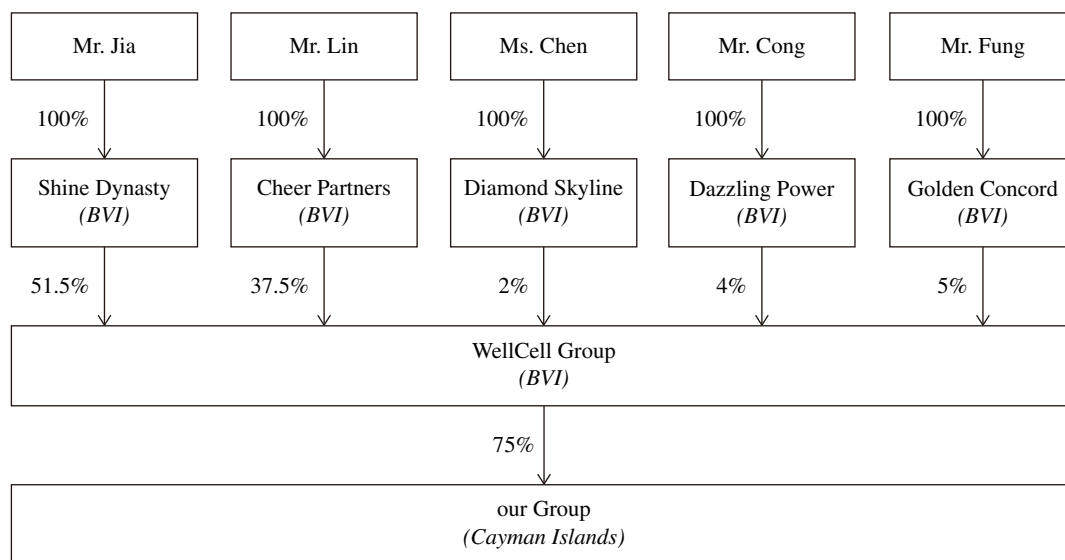 Mr. Jia
Mr. Lin
Ms. Chen
Mr. Cong
Mr. Fung
100%
100%
100%
100%
100%
Shine Dynasty
(BVI)
Cheer Partners
(BVI)
Diamond Skyline
(BVI)
Dazzling Power
(BVI)
Golden Concord
(BVI)
51.5%
37.5%
2%
4%
5%
WellCell Group
(BVI)
75%
our Group
(Cayman Islands)